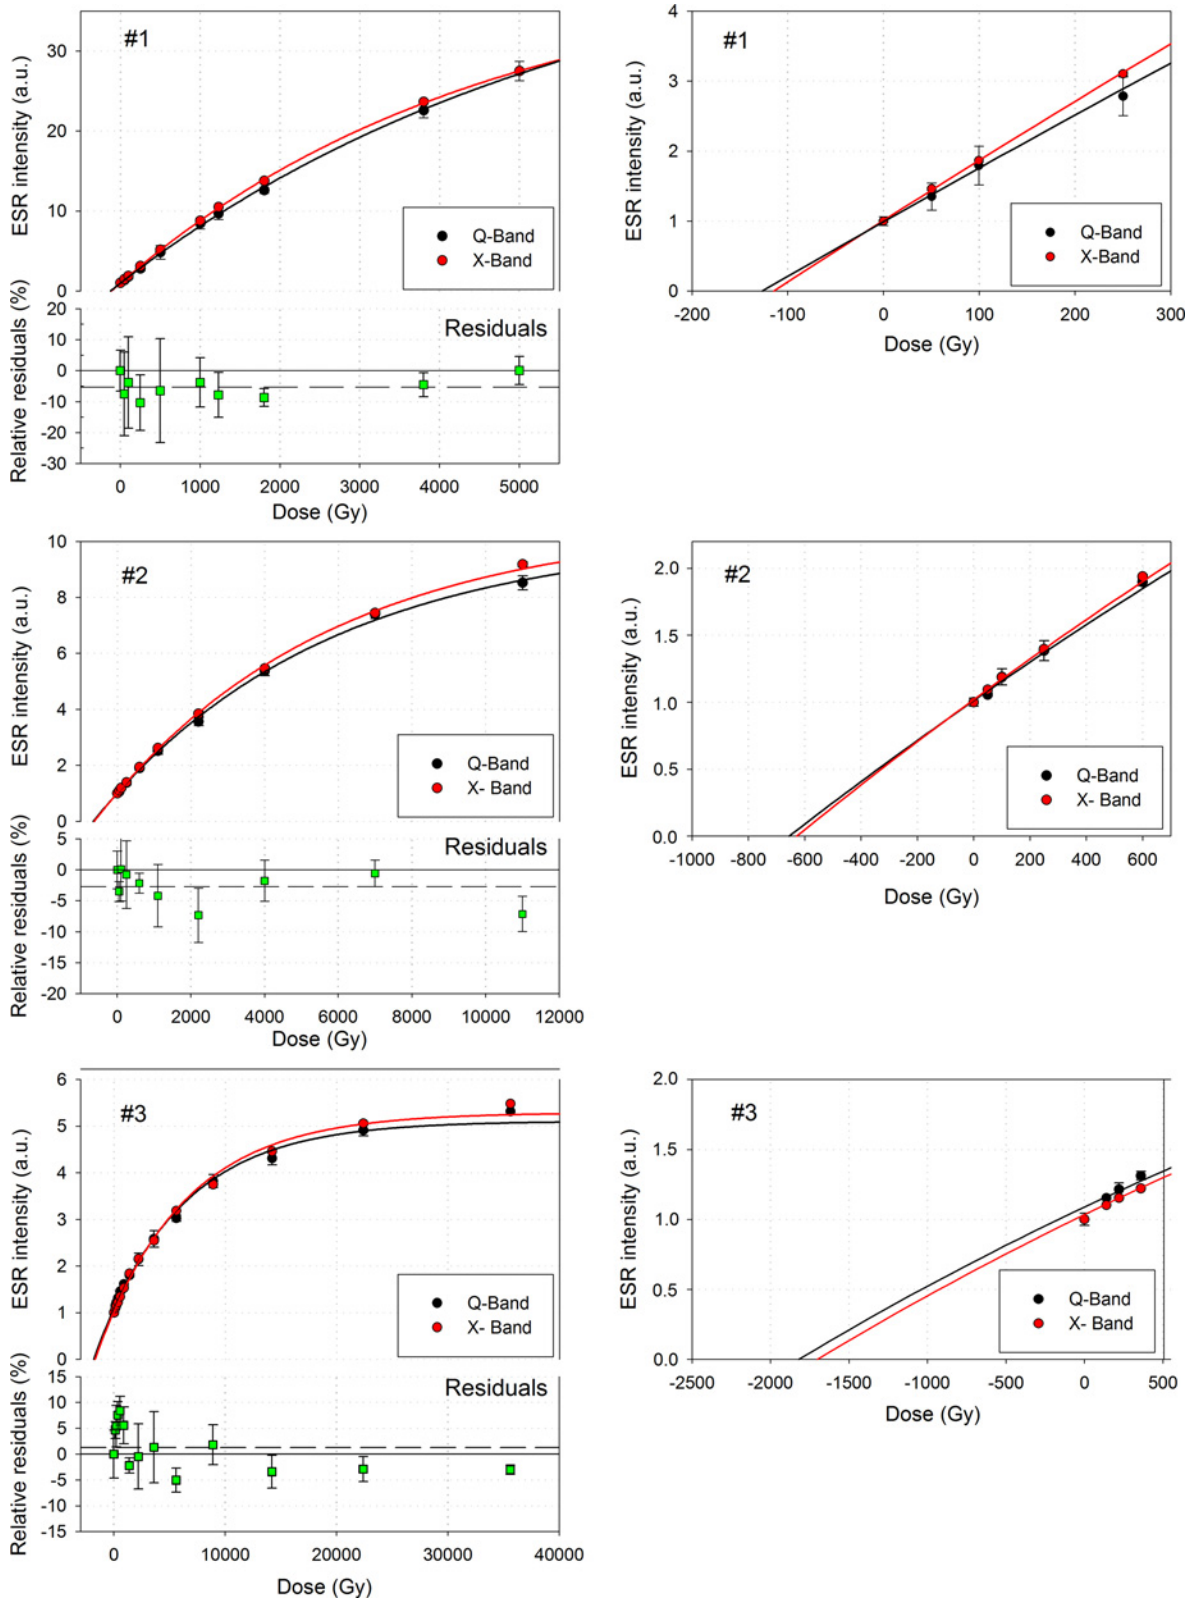 #1
ESR intensity (a.u.)
30
20
10
0
Q-Band
X-Band
Relative residuals (%)
Residuals
20
10
0
-10
-20
-30
0 1000 2000 3000 4000 5000
Dose (Gy)
#1
ESR intensity (a.u.)
4
3
2
1
0
Q-Band
X-Band
-200 -100 0 100 200 300
Dose (Gy)
#2
ESR intensity (a.u.)
10
8
6
4
2
0
Q-Band
X- Band
Relative residuals (%)
Residuals
5
0
-5
-10
-15
-20
0 2000 4000 6000 8000 10000 12000
Dose (Gy)
#2
ESR intensity (a.u.)
2.0
1.5
1.0
0.5
0.0
Q-Band
X- Band
-1000 -800 -600 -400 -200 0 200 400 600
Dose (Gy)
#3
ESR intensity (a.u.)
6
5
4
3
2
1
0
Q-Band
X- Band
Relative residuals (%)
Residuals
15
10
5
0
-5
-10
-15
0 10000 20000 30000 40000
Dose (Gy)
#3
ESR intensity (a.u.)
2.0
1.5
1.0
0.5
0.0
Q-Band
X- Band
-2500 -2000 -1500 -1000 -500 0 500
Dose (Gy)